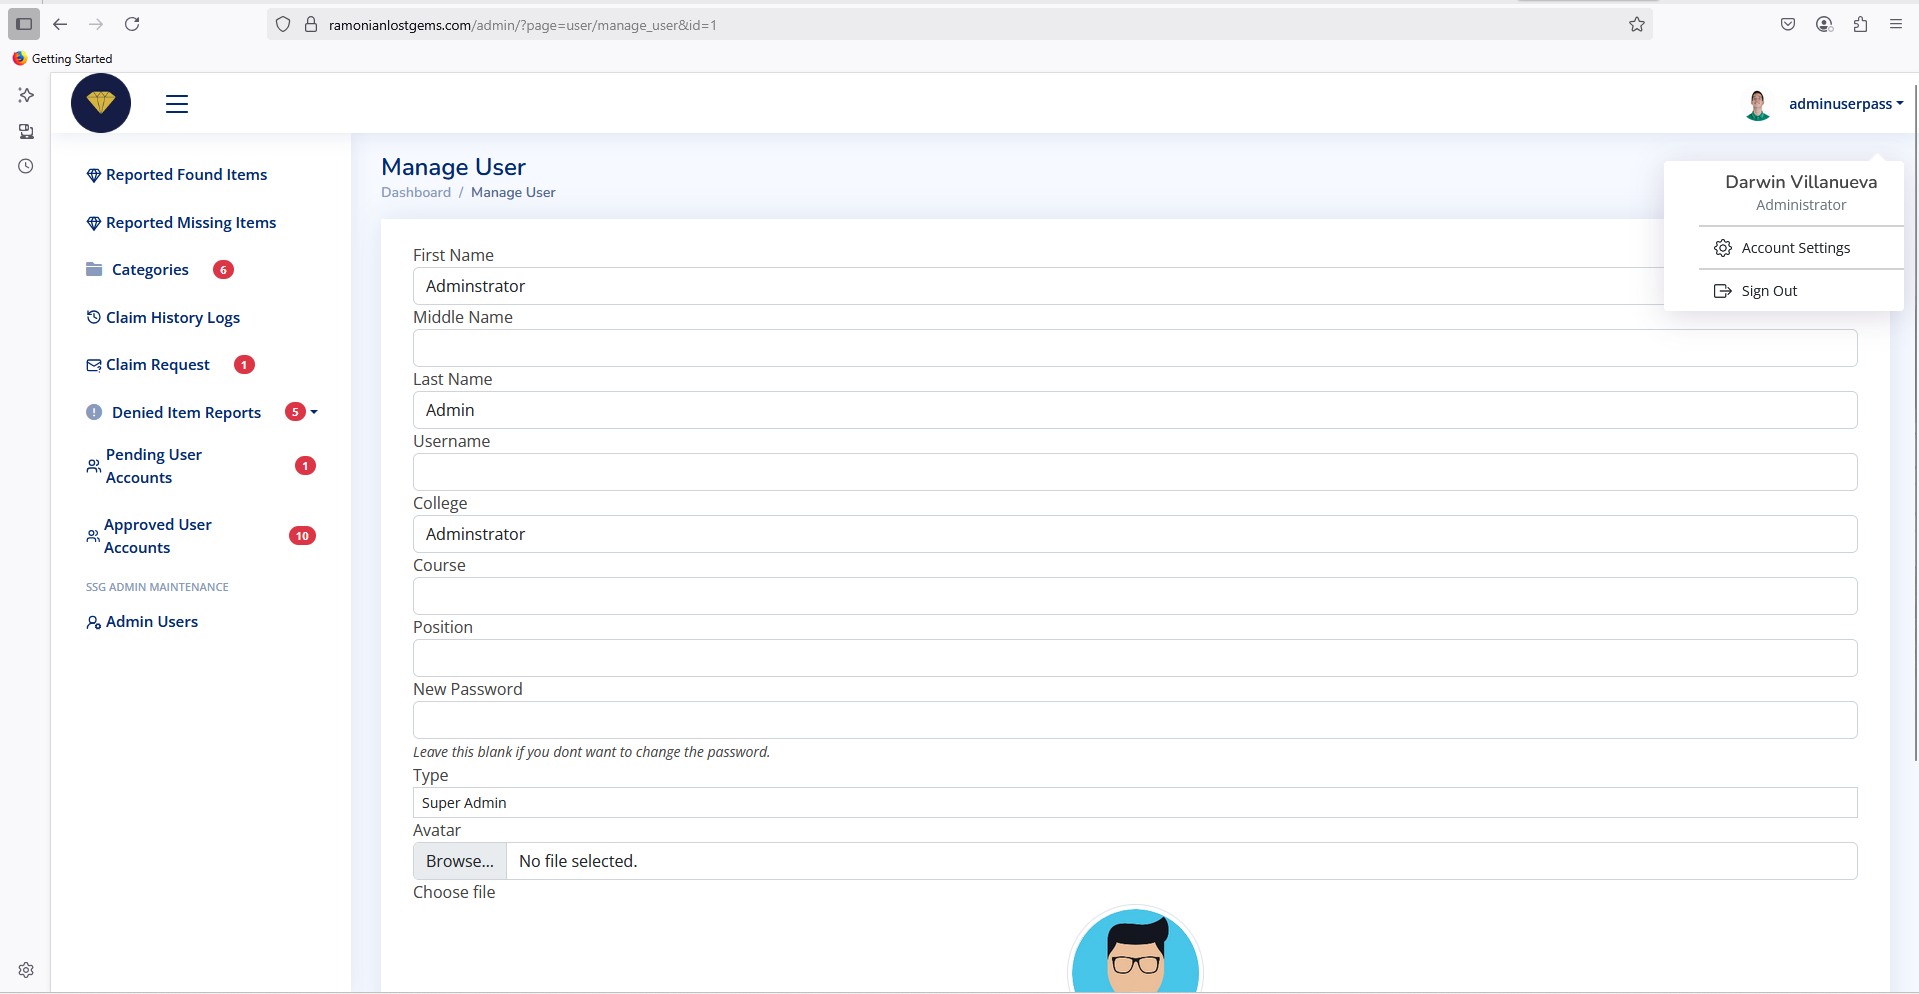 ramonianlostgems.com/admin/?page=user/manage_user&id=1
Getting Started
adminuserpass
Darwin Villanueva
Administrator
Account Settings
Sign Out
Reported Found Items
Reported Missing Items
Categories 6
Claim History Logs
Claim Request 1
Denied Item Reports 5
Pending User
Accounts 1
Approved User
Accounts 10
SSG ADMIN MAINTENANCE
Admin Users
Manage User
Dashboard / Manage User
First Name
Adminstrator
Middle Name
Last Name
Admin
Username
College
Adminstrator
Course
Position
New Password
Leave this blank if you dont want to change the password.
Type
Super Admin
Avatar
Browse... No file selected.
Choose file